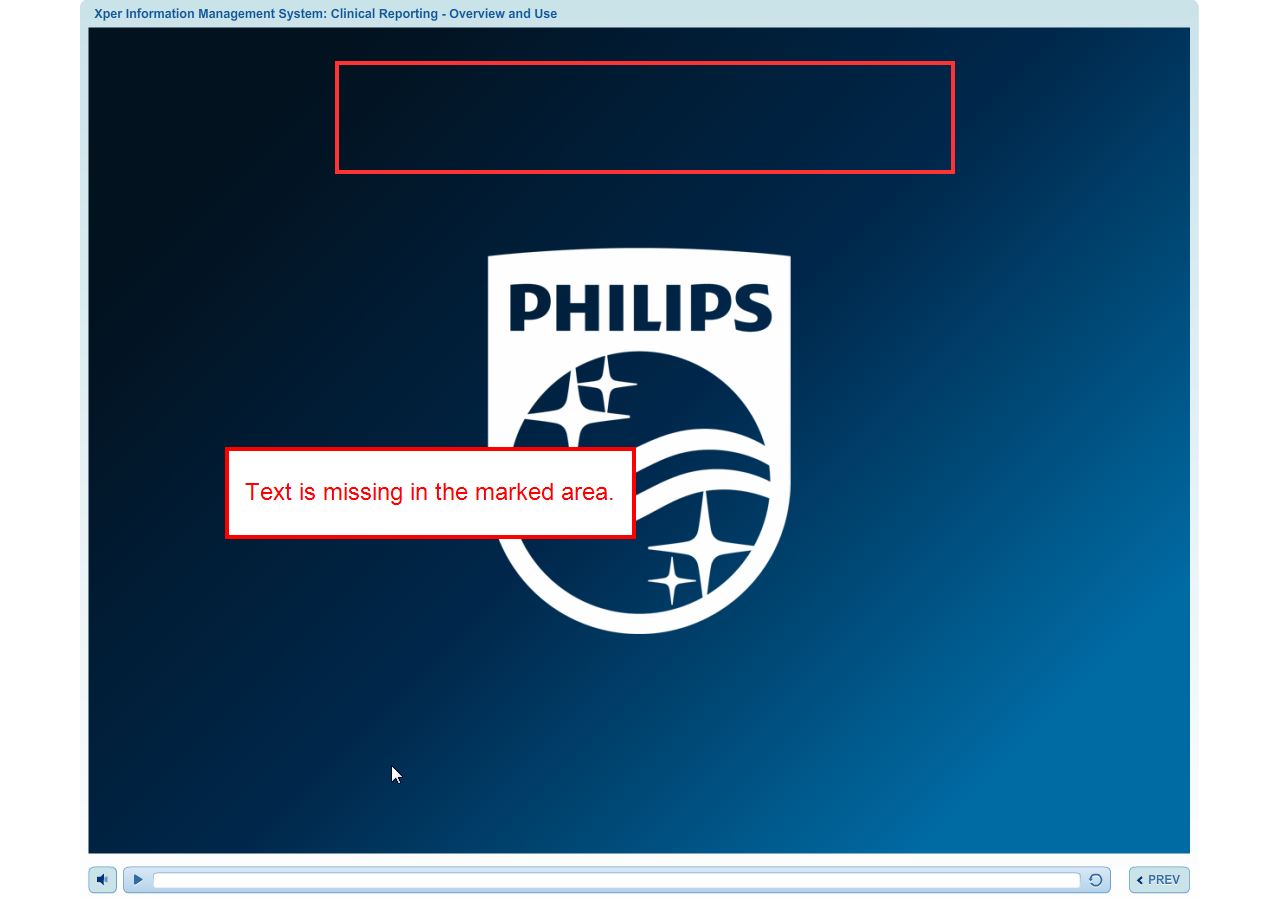 Xper Information Management System: Clinical Reporting - Overview and Use
PHILIPS
Text is missing in the marked area.
PREV